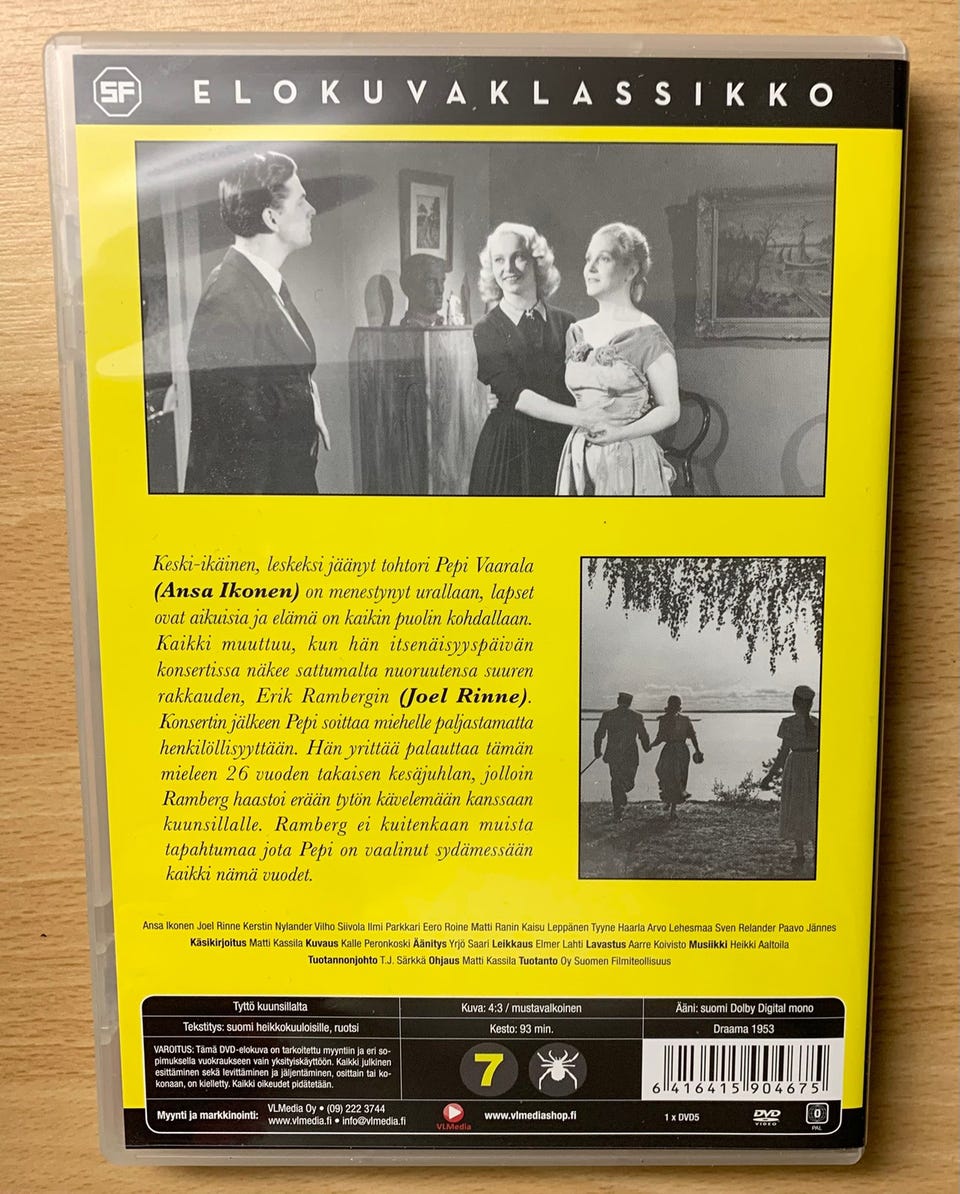 SF ELOKUVAKLASSIKKO
Keski-ikäinen, leskeksi jäänyt tohtori Pepi Vaarala
(Ansa Ikonen) on menestynyt urallaan, lapset
ovat aikuisia ja elämä on kaikin puolin kohdallaan.
Kaikki muuttuu, kun hän itsenäisyyspäivän
konsertissa näkee sattumalta nuoruutensa suuren
rakkauden, Erik Rambergin (Joel Rinne).
Konsertin jälkeen Pepi soittaa miehelle paljastamatta
henkilöllisyyttään. Hän yrittää palauttaa tämän
mieleen 26 vuoden takaisen kesäjuhlan, jolloin
Ramberg haastoi erään tytön kävelemään kanssaan
kuunsillalle. Ramberg ei kuitenkaan muista
tapahtumaa jota Pepi on vaalinut sydämessään
kaikki nämä vuodet.
Ansa Ikonen Joel Rinne Kerstin Nylander Vilho Siivola Ilmi Parkkari Eero Roine Matti Ranin Kaisu Leppänen Tyyne Haarla Arvo Lehesmaa Sven Relander Paavo Jännes
Käsikirjoitus Matti Kassila Kuvaus Kalle Peronkoski Äänitys Yrjö Saari Leikkaus Elmer Lahti Lavastus Aarre Koivisto Musiikki Heikki Aaltoila
Tuotannonjohto T.J. Särkkä Ohjaus Matti Kassila Tuotanto Oy Suomen Filmiteollisuus
Tyttö kuunsillalta
Kuva: 4:3 / mustavalkoinen
Ääni: suomi Dolby Digital mono
Tekstitys: suomi heikkokuuloisille, ruotsi
Kesto: 93 min.
Draama 1953
VAROITUS: Tämä DVD-elokuva on tarkoitettu myyntiin ja eri so-
pimuksella vuokraukseen vain yksityiskäyttöön. Kaikki julkinen
esittäminen sekä levittäminen ja jäljentäminen, osittain tai ko-
konaan, on kielletty. Kaikki oikeudet pidätetään.
7
6 416415 904675
Myynti ja markkinointi:
VLMedia Oy • (09) 222 3744
www.vlmedia.fi • info@vlmedia.fi
VLMedia
www.vlmediashop.fi
1 x DVD5
DVD
VIDEO
0
PAL